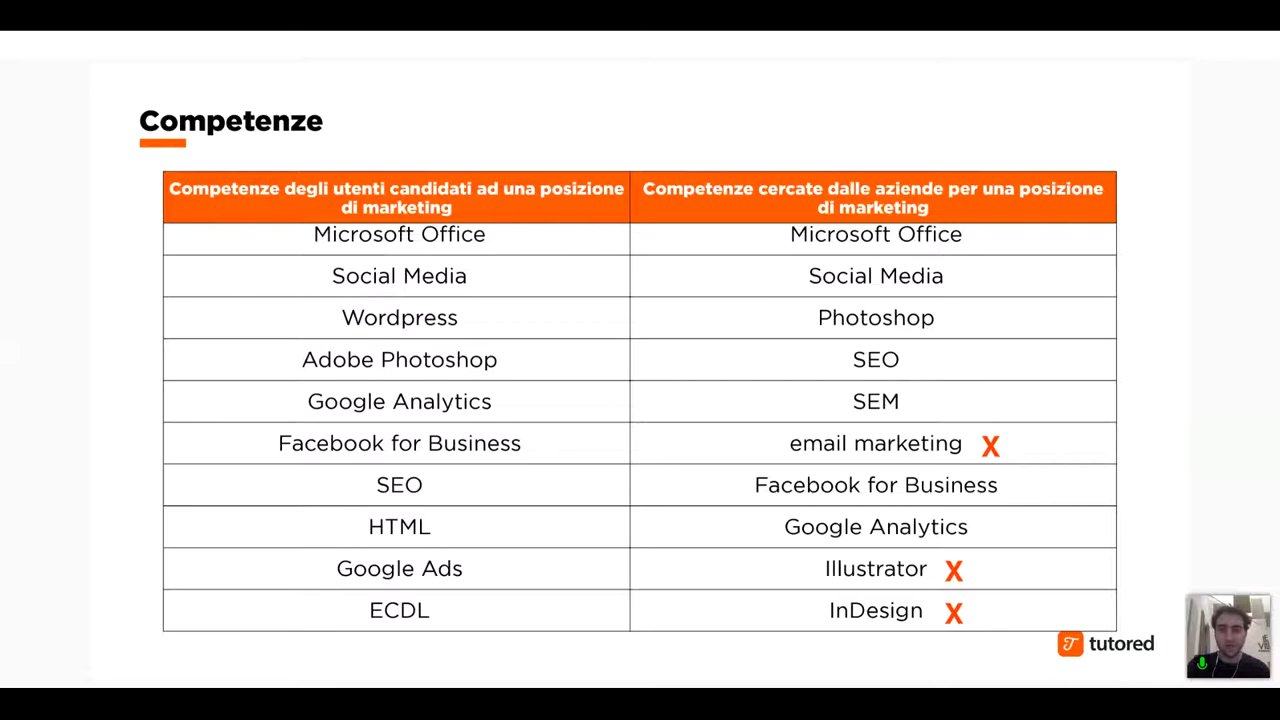 Competenze
Competenze degli utenti candidati ad una posizione
di marketing
Competenze cercate dalle aziende per una posizione
di marketing
Microsoft Office
Microsoft Office
Social Media
Social Media
Wordpress
Photoshop
Adobe Photoshop
SEO
Google Analytics
SEM
Facebook for Business
email marketing X
SEO
Facebook for Business
HTML
Google Analytics
Google Ads
Illustrator X
ECDL
InDesign X
tutored